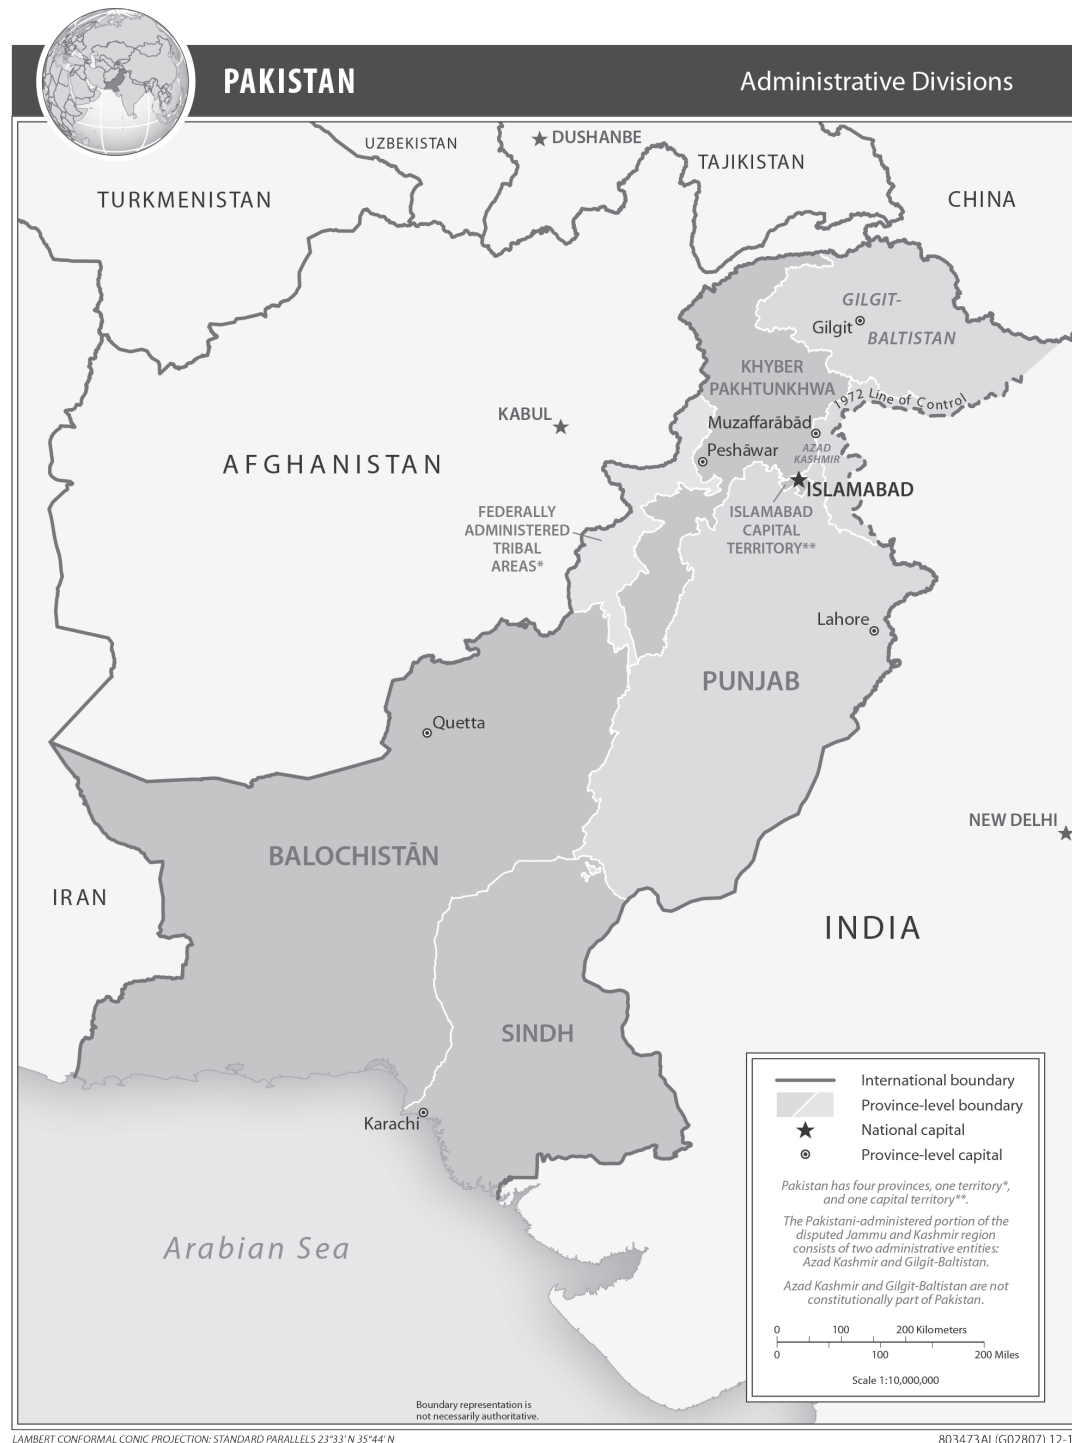 PAKISTAN
Administrative Divisions
UZBEKISTAN
DUSHANBE
TAJIKISTAN
TURKMENISTAN
CHINA
GILGIT-
Gilgit
BALTISTAN
KHYBER
PAKHTUNKHWA
1972 Line of Control
KABUL
Muzaffarābād
AZAD
KASHMIR
Peshāwar
AFGHANISTAN
ISLAMABAD
FEDERALLY
ADMINISTERED
TRIBAL
AREAS*
ISLAMABAD
CAPITAL
TERRITORY**
Lahore
PUNJAB
Quetta
NEW DELHI
BALOCHISTĀN
IRAN
INDIA
SINDH
Karachi
Arabian Sea
International boundary
Province-level boundary
National capital
Province-level capital
Pakistan has four provinces, one territory*,
and one capital territory**.
The Pakistani-administered portion of the
disputed Jammu and Kashmir region
consists of two administrative entities:
Azad Kashmir and Gilgit-Baltistan.
Azad Kashmir and Gilgit-Baltistan are not
constitutionally part of Pakistan.
0 100 200 Kilometers
0 100 200 Miles
Scale 1:10,000,000
Boundary representation is
not necessarily authoritative.
LAMBERT CONFORMAL CONIC PROJECTION; STANDARD PARALLELS 23°33' N 35°44' N
803473AI (G02807) 12-1